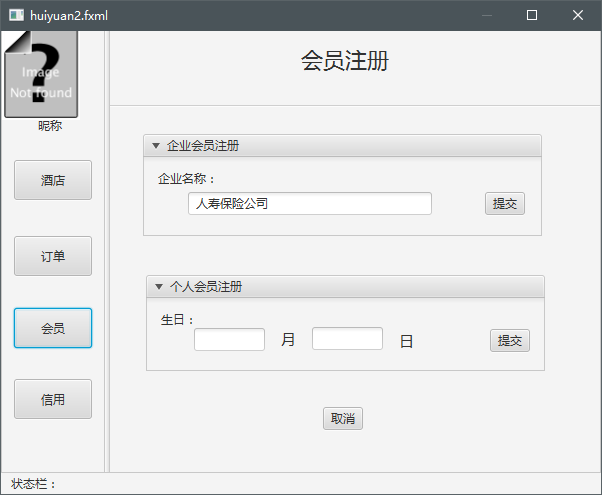 huiyuan2.fxml
Image
Not found
昵称
酒店
订单
会员
信用
会员注册
企业会员注册
企业名称：
人寿保险公司 提交
个人会员注册
生日：
月 日 提交
取消
状态栏：